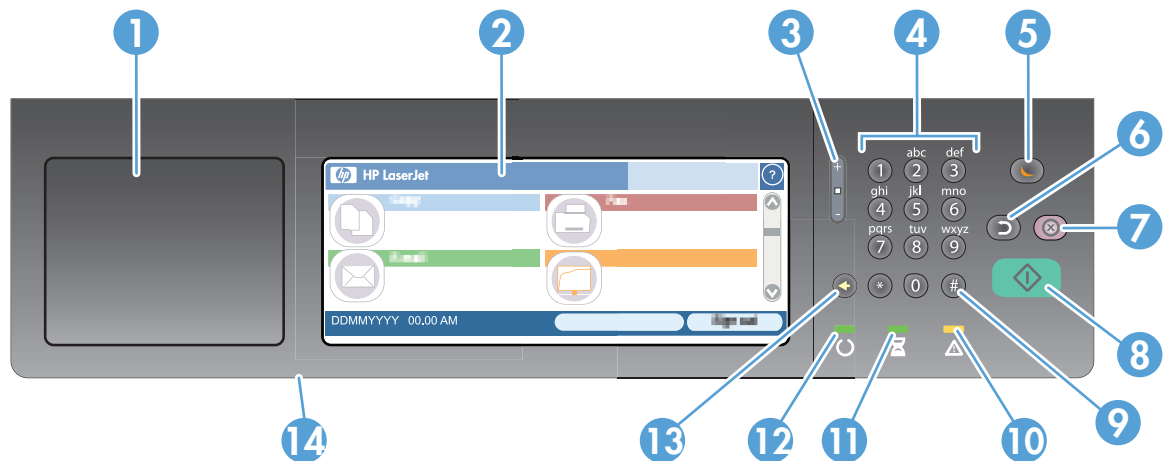 1 2 3 4 5
hp HP LaserJet ?
+
-
abc def
1 2 3
ghi jkl mno
4 5 6
pqrs tuv wxyz
7 8 9
* 0 #
DDMMYYYY 00.00 AM
6
7
8
9
14 13 12 11 10